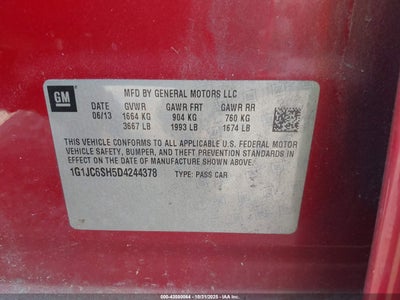 GM
MFD BY GENERAL MOTORS LLC
DATE GVWR GAWR FRT GAWR RR
06/13 1664 KG 904 KG 760 KG
3667 LB 1993 LB 1674 LB
THIS VEHICLE CONFORMS TO ALL APPLICABLE U.S. FEDERAL MOTOR
VEHICLE SAFETY, BUMPER, AND THEFT PREVENTION STANDARDS IN
EFFECT ON THE DATE OF MANUFACTURE SHOWN ABOVE.
1G1JC6SH5D4244378 TYPE: PASS CAR
000-43550064 - 10/31/2025 - IAA, Inc.